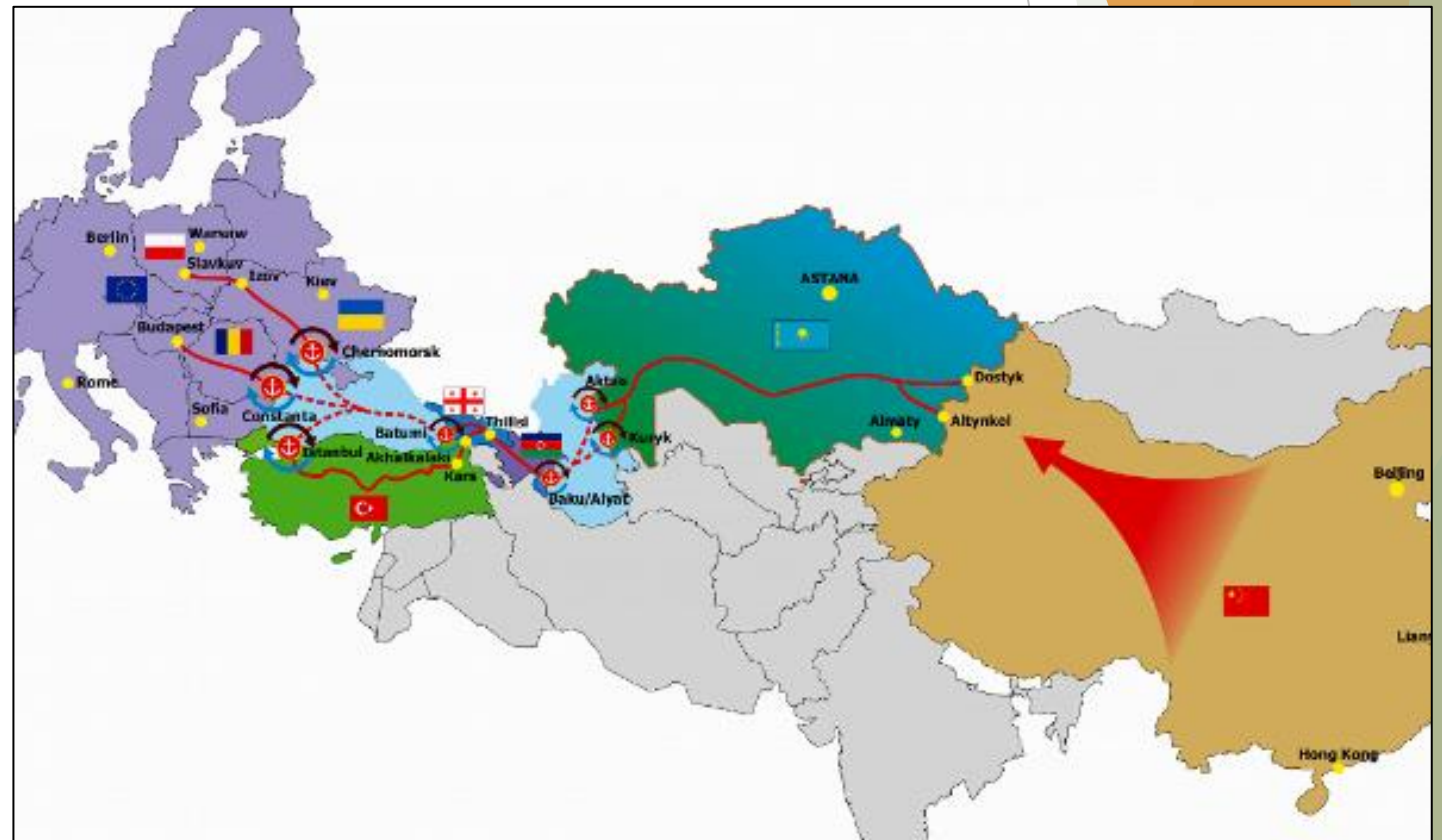 Berlin
Warsaw
Slavkuv
Izov
Kiev
Budapest
Chernomorsk
Rome
Sofia
Constanta
Istanbul
Batumi
Tbilisi
Akhalkalaki
Kars
Baku/Alyat
Aktau
Kuryk
ASTANA
Dostyk
Almaty
Altynkol
Beijing
Lian
Hong Kong